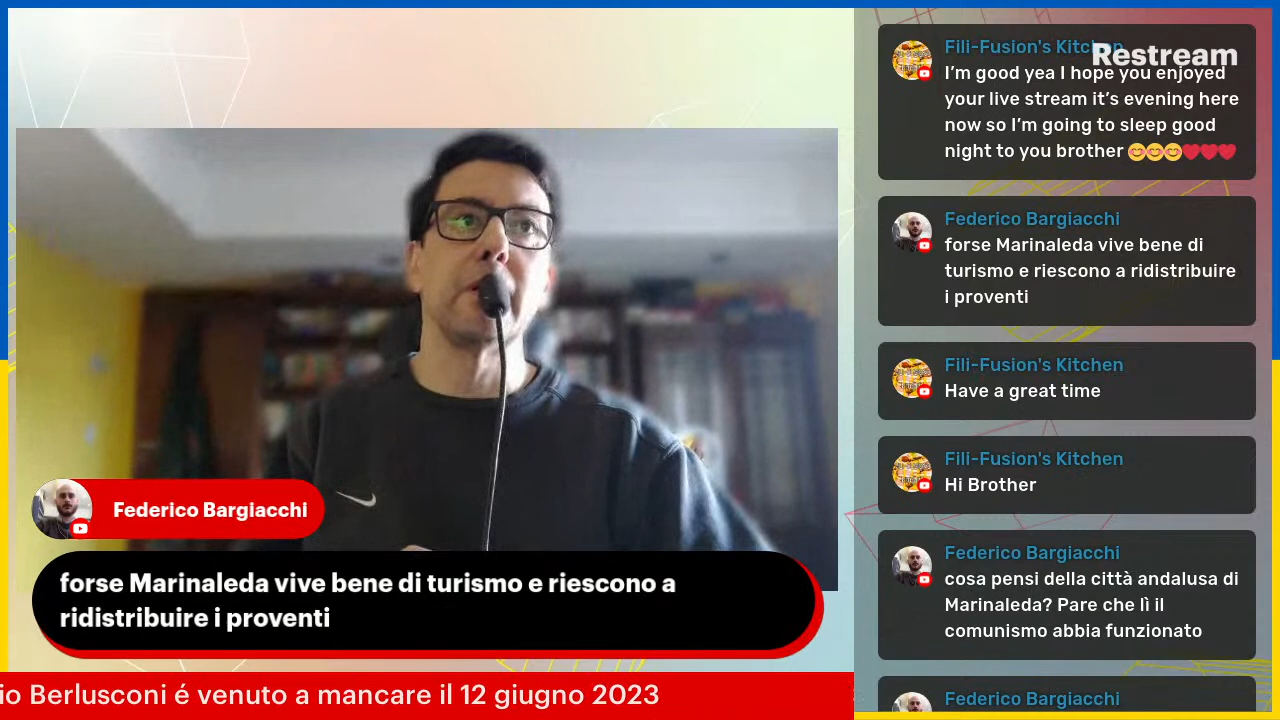 Restream
Fili-Fusion's Kitchen
I’m good yea I hope you enjoyed
your live stream it’s evening here
now so I’m going to sleep good
night to you brother 😊😊😊❤️❤️❤️
Federico Bargiacchi
forse Marinaleda vive bene di
turismo e riescono a ridistribuire
i proventi
Fili-Fusion's Kitchen
Have a great time
Fili-Fusion's Kitchen
Hi Brother
Federico Bargiacchi
cosa pensi della città andalusa di
Marinaleda? Pare che lì il
comunismo abbia funzionato
Federico Bargiacchi
Federico Bargiacchi
forse Marinaleda vive bene di turismo e riescono a
ridistribuire i proventi
io Berlusconi é venuto a mancare il 12 giugno 2023